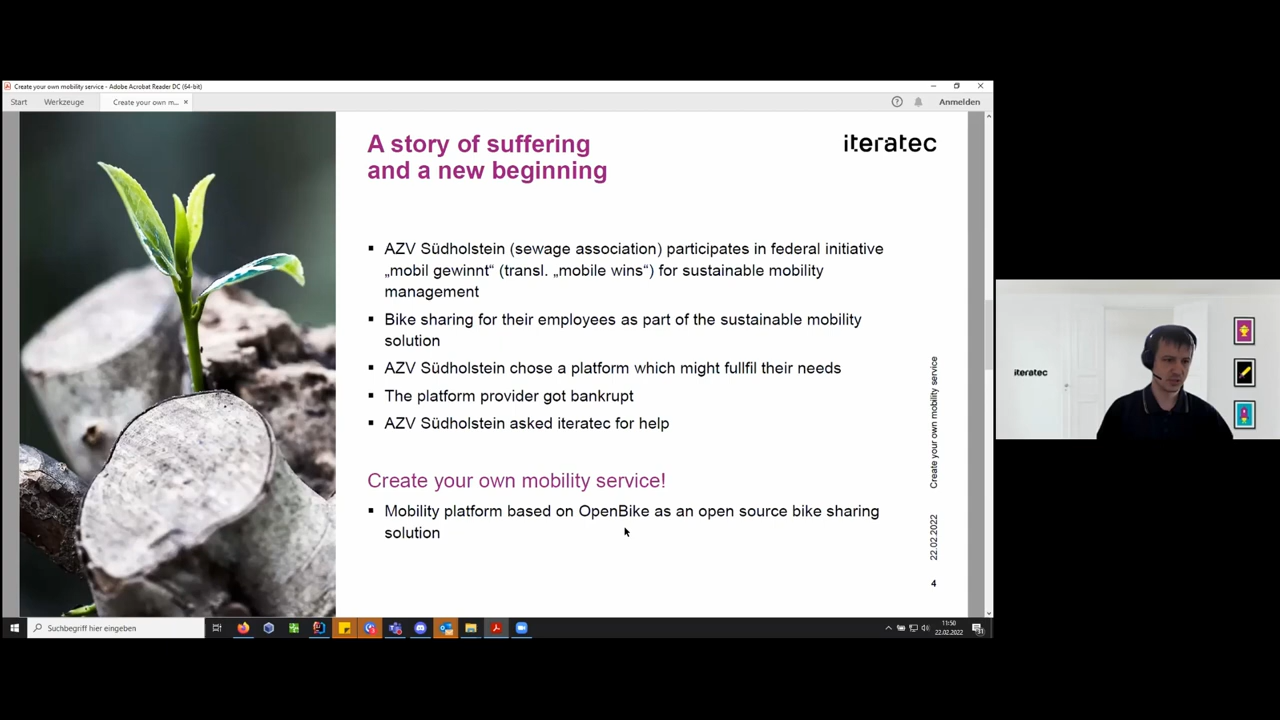 Create your own mobility service - Adobe Acrobat Reader DC (64-bit)
Start
Werkzeuge
Create your own m...
Anmelden
A story of suffering
and a new beginning
iteratec
AZV Südholstein (sewage association) participates in federal initiative
„mobil gewinnt“ (transl. „mobile wins“) for sustainable mobility
management
Bike sharing for their employees as part of the sustainable mobility
solution
AZV Südholstein chose a platform which might fullfil their needs
The platform provider got bankrupt
AZV Südholstein asked iteratec for help
Create your own mobility service!
Mobility platform based on OpenBike as an open source bike sharing
solution
Create your own mobility service
22.02.2022
4
iteratec
Suchbegriff hier eingeben
11:50
22.02.2022